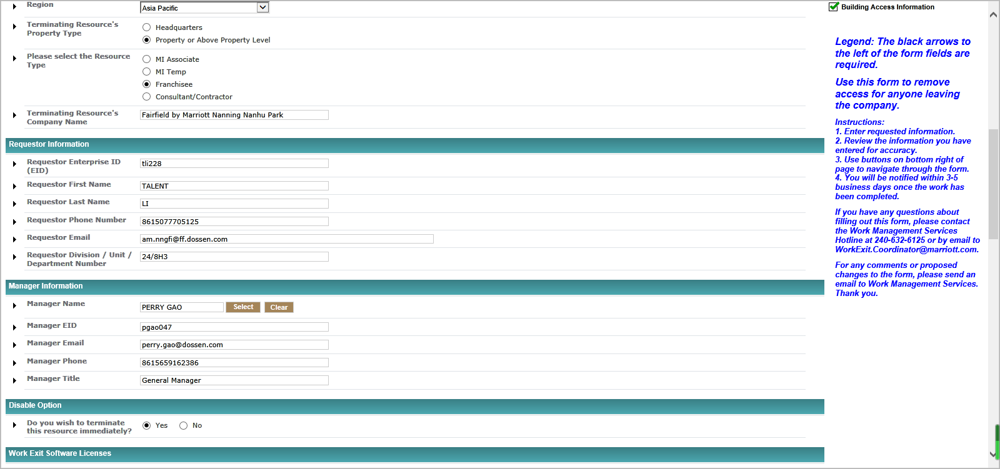 Region
Asia Pacific
Terminating Resource's
Property Type
Headquarters
Property or Above Property Level
Please select the Resource
Type
MI Associate
MI Temp
Franchisee
Consultant/Contractor
Terminating Resource's
Company Name
Fairfield by Marriott Nanning Nanhu Park
Requestor Information
Requestor Enterprise ID
(EID)
tli228
Requestor First Name
TALENT
Requestor Last Name
LI
Requestor Phone Number
8615077705125
Requestor Email
am.nngfi@ff.dossen.com
Requestor Division / Unit /
Department Number
24/8H3
Manager Information
Manager Name
PERRY GAO
Select
Clear
Manager EID
pgao047
Manager Email
perry.gao@dossen.com
Manager Phone
8615659162386
Manager Title
General Manager
Disable Option
Do you wish to terminate
this resource immediately?
Yes
No
Work Exit Software Licenses
Building Access Information
Legend: The black arrows to
the left of the form fields are
required.
Use this form to remove
access for anyone leaving
the company.
Instructions:
1. Enter requested information.
2. Review the information you have
entered for accuracy.
3. Use buttons on bottom right of
page to navigate through the form.
4. You will be notified within 3-5
business days once the work has
been completed.
If you have any questions about
filling out this form, please contact
the Work Management Services
Hotline at 240-632-6125 or by email to
WorkExit.Coordinator@marriott.com.
For any comments or proposed
changes to the form, please send an
email to Work Management Services.
Thank you.